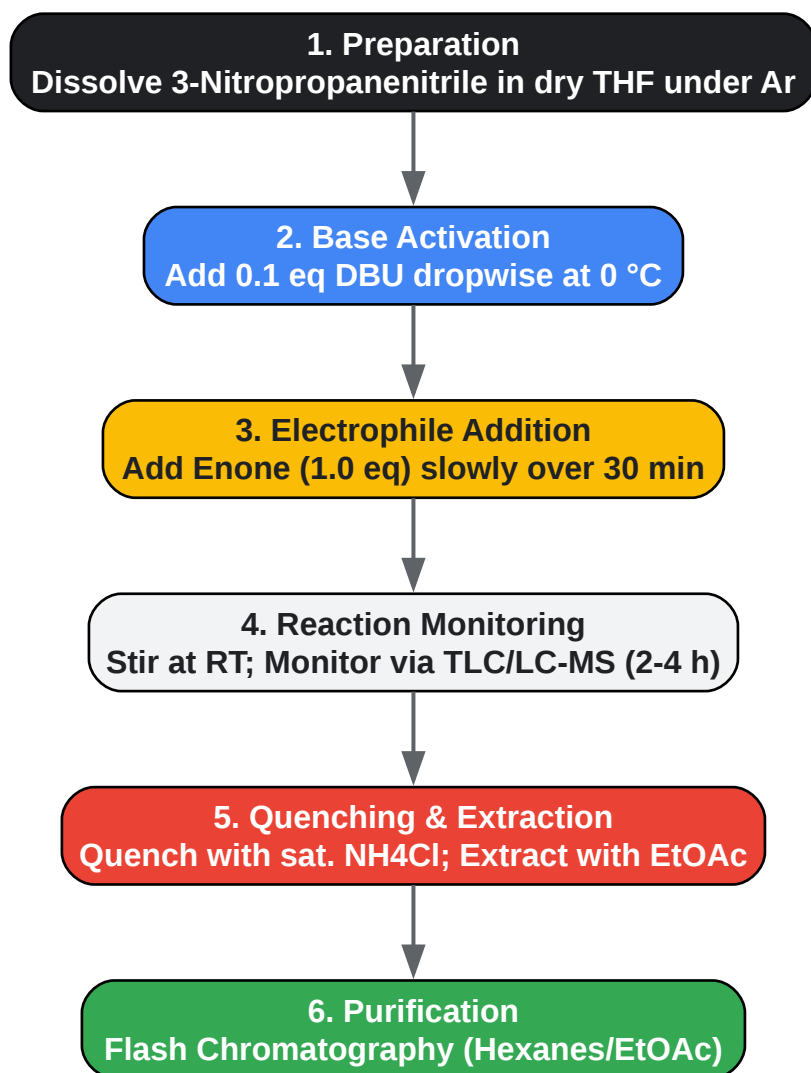 1. Preparation
Dissolve 3-Nitropropanenitrile in dry THF under Ar
2. Base Activation
Add 0.1 eq DBU dropwise at 0 °C
3. Electrophile Addition
Add Enone (1.0 eq) slowly over 30 min
4. Reaction Monitoring
Stir at RT; Monitor via TLC/LC-MS (2-4 h)
5. Quenching & Extraction
Quench with sat. NH4Cl; Extract with EtOAc
6. Purification
Flash Chromatography (Hexanes/EtOAc)